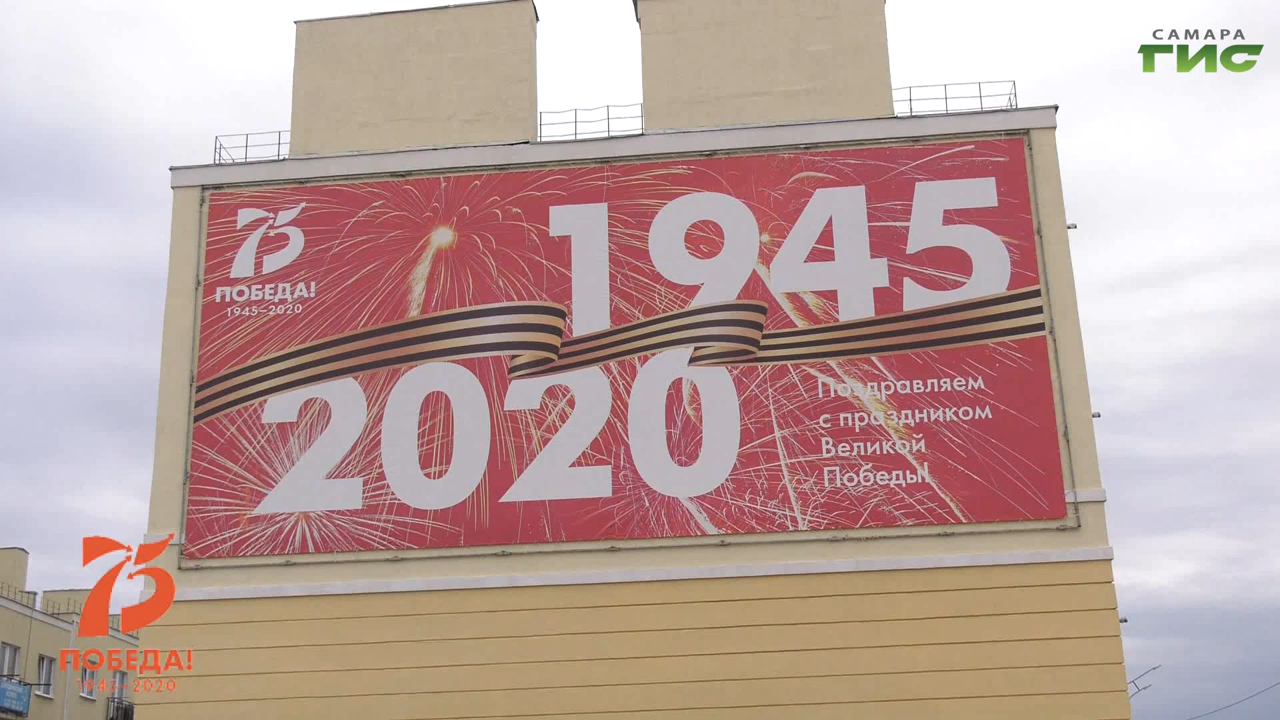 САМАРА
ГИС
1945
75
ПОБЕДА!
1945–2020
2020
Поздравляем
с праздником
Великой
Победы!
75
ПОБЕДА!
1945–2020